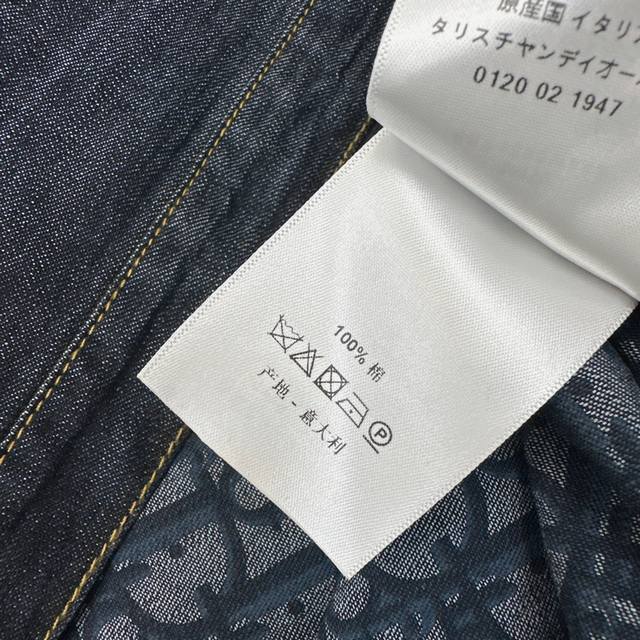 原産国 イタリア
タリスチャンディオール
0120 02 1947
100% 棉
P
产地 - 意大利